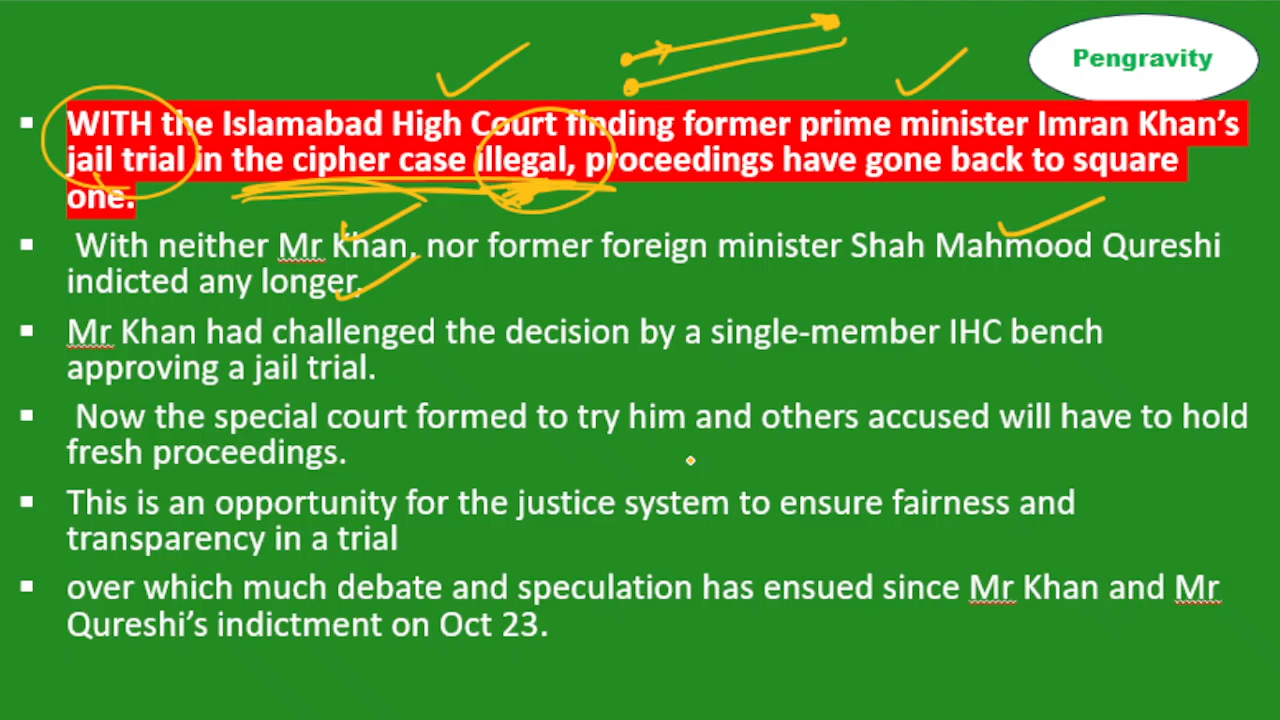 Pengravity
▪ WITH the Islamabad High Court finding former prime minister Imran Khan's
jail trial in the cipher case illegal, proceedings have gone back to square
one.
▪ With neither Mr Khan, nor former foreign minister Shah Mahmood Qureshi
indicted any longer,
▪ Mr Khan had challenged the decision by a single-member IHC bench
approving a jail trial.
▪ Now the special court formed to try him and others accused will have to hold
fresh proceedings.
▪ This is an opportunity for the justice system to ensure fairness and
transparency in a trial
▪ over which much debate and speculation has ensued since Mr Khan and Mr
Qureshi's indictment on Oct 23.